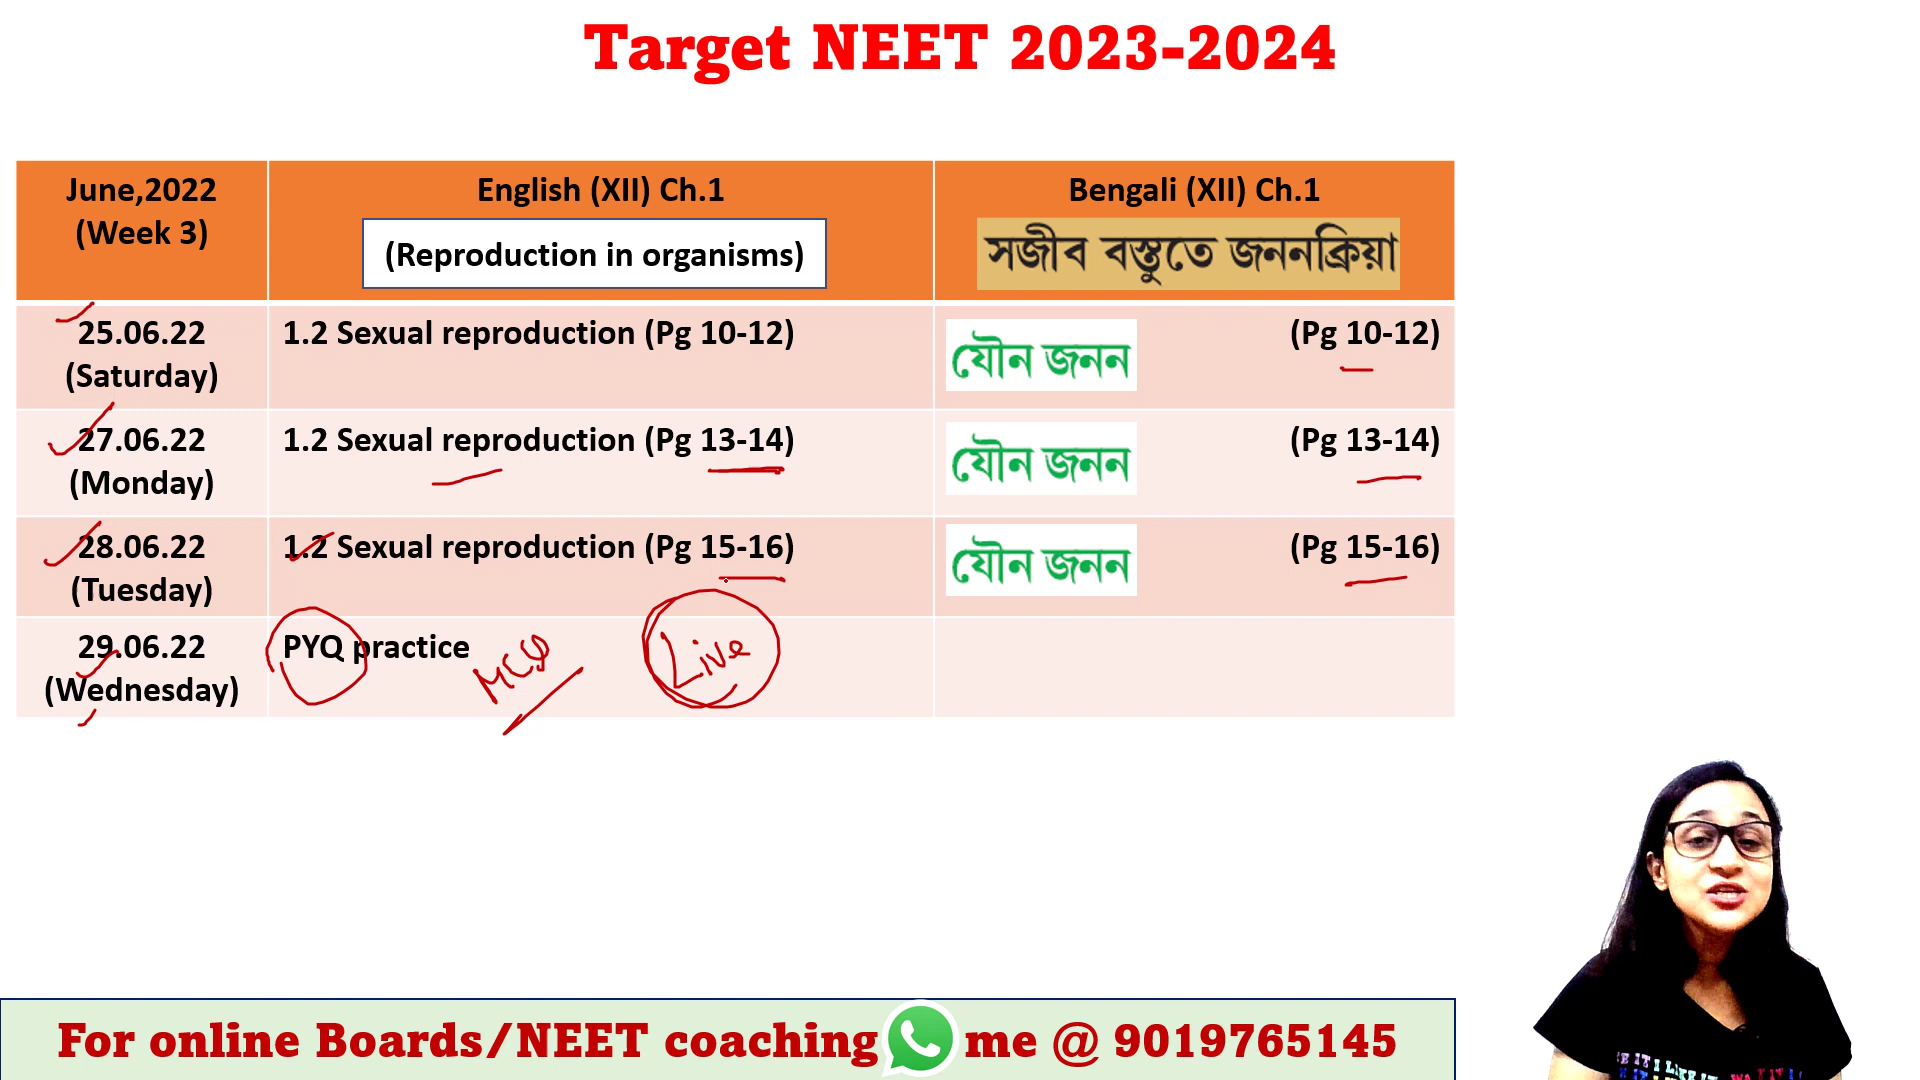 Target NEET 2023-2024
June,2022
(Week 3)
English (XII) Ch.1
(Reproduction in organisms)
Bengali (XII) Ch.1
সজীব বস্তুতে জননক্রিয়া
25.06.22
(Saturday)
1.2 Sexual reproduction (Pg 10-12)
যৌন জনন
(Pg 10-12)
27.06.22
(Monday)
1.2 Sexual reproduction (Pg 13-14)
যৌন জনন
(Pg 13-14)
28.06.22
(Tuesday)
1.2 Sexual reproduction (Pg 15-16)
যৌন জনন
(Pg 15-16)
29.06.22
(Wednesday)
PYQ practice
MCQ
Live
For online Boards/NEET coaching me @ 9019765145